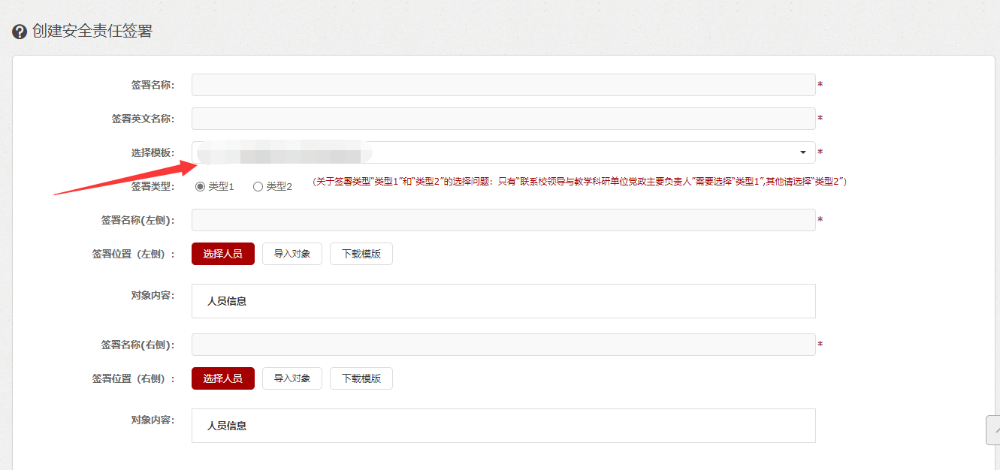 创建安全责任签署
签署名称: *
签署英文名称: *
选择模板: *
签署类型: 类型1 类型2 (关于签署类型“类型1”和“类型2”的选择问题：只有“联系校领导与教学科研单位党政主要负责人”需要选择“类型1”,其他请选择“类型2”)
签署名称(左侧): *
签署位置（左侧）: 选择人员 导入对象 下载模版
对象内容: 人员信息
签署名称(右侧): *
签署位置（右侧）: 选择人员 导入对象 下载模版
对象内容: 人员信息